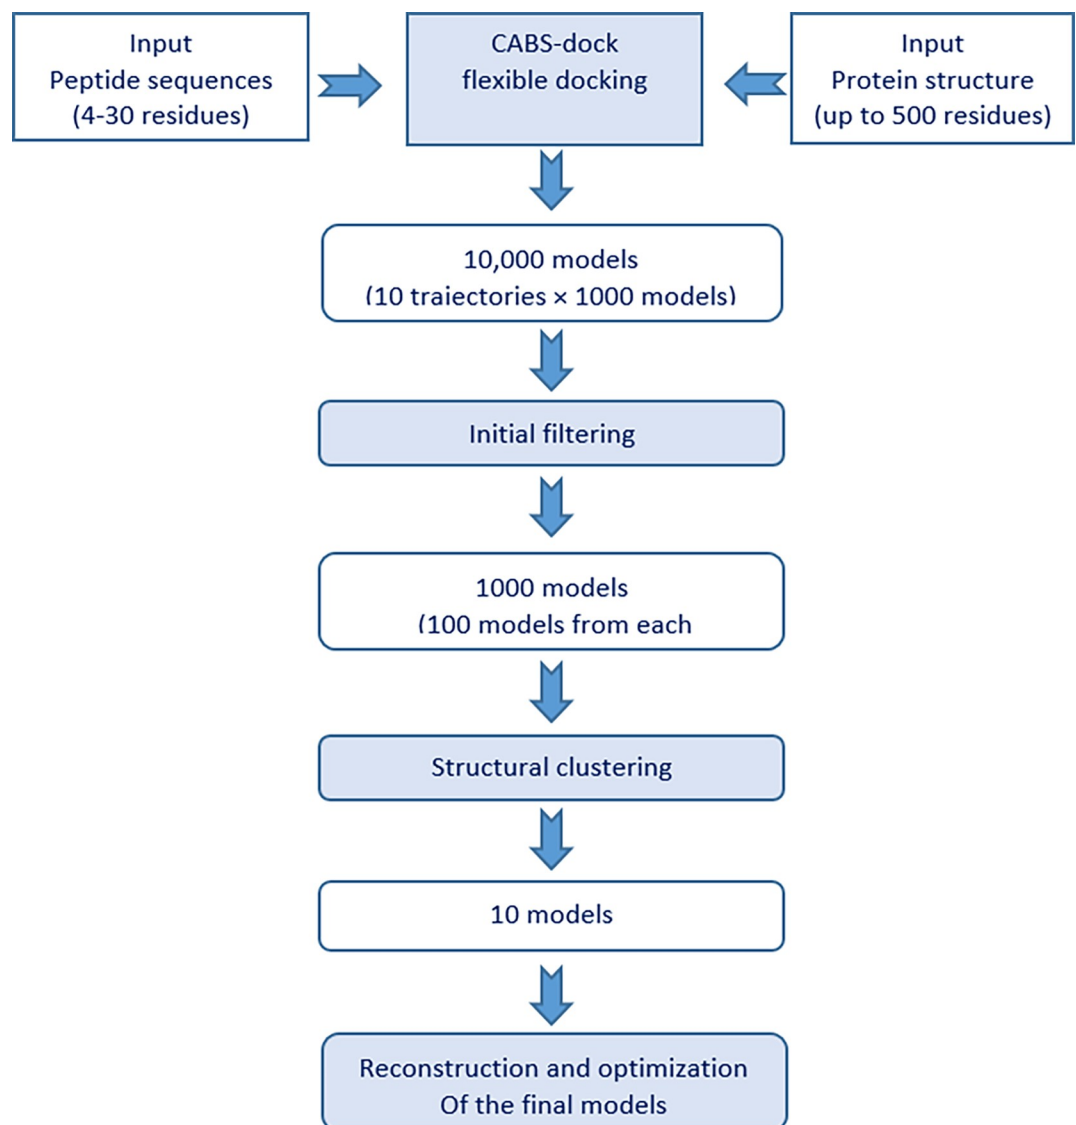 Input
Peptide sequences
(4-30 residues)
CABS-dock
flexible docking
Input
Protein structure
(up to 500 residues)
10,000 models
(10 trajectories × 1000 models)
Initial filtering
1000 models
(100 models from each
Structural clustering
10 models
Reconstruction and optimization
Of the final models